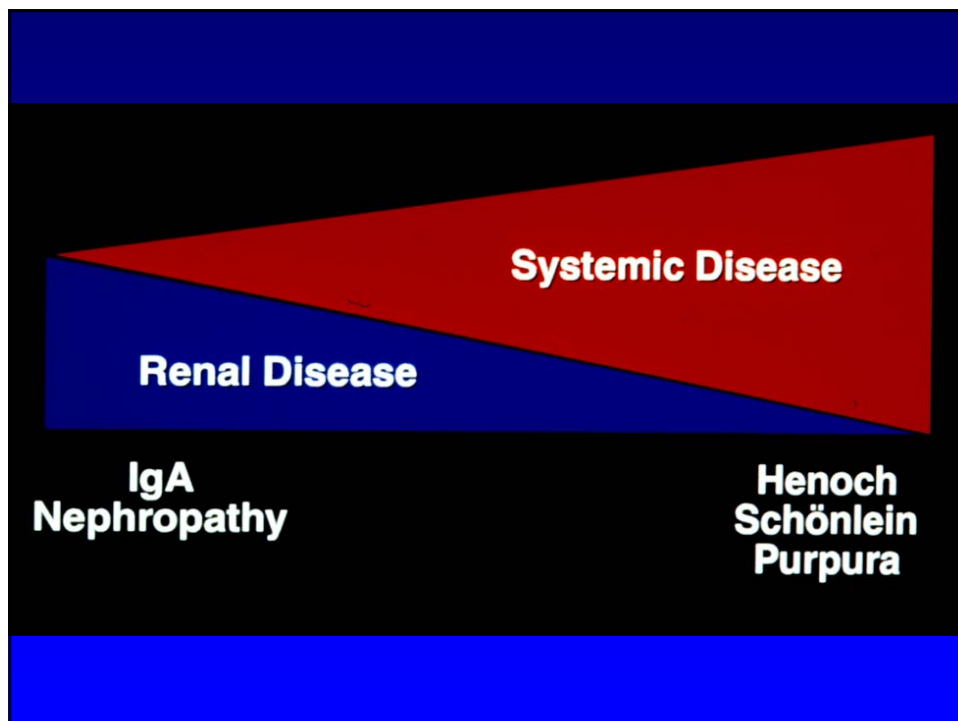 Systemic Disease
Renal Disease
IgA
Nephropathy
Henoch
Schönlein
Purpura